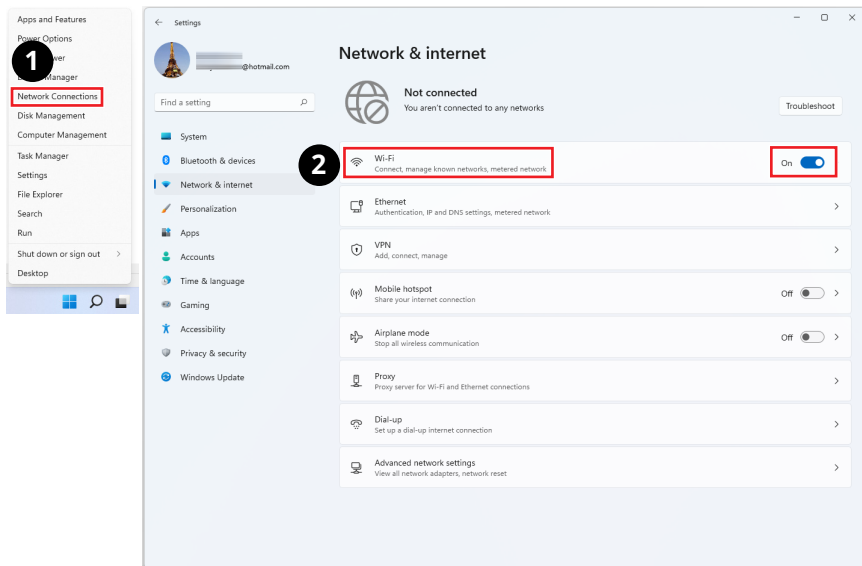 Apps and Features
Power Options
1
Manager
Network Connections
Disk Management
Computer Management
Task Manager
Settings
File Explorer
Search
Run
Shut down or sign out
Desktop
Settings
@hotmail.com
Find a setting
System
Bluetooth & devices
Network & internet
Personalization
Apps
Accounts
Time & language
Gaming
Accessibility
Privacy & security
Windows Update
Network & internet
Not connected
You aren't connected to any networks
Troubleshoot
2
Wi-Fi
Connect, manage known networks, metered network
On
Ethernet
Authentication, IP and DNS settings, metered network
VPN
Add, connect, manage
Mobile hotspot
Share your internet connection
Off
Airplane mode
Stop all wireless communication
Off
Proxy
Proxy server for Wi-Fi and Ethernet connections
Dial-up
Set up a dial-up internet connection
Advanced network settings
View all network adapters, network reset